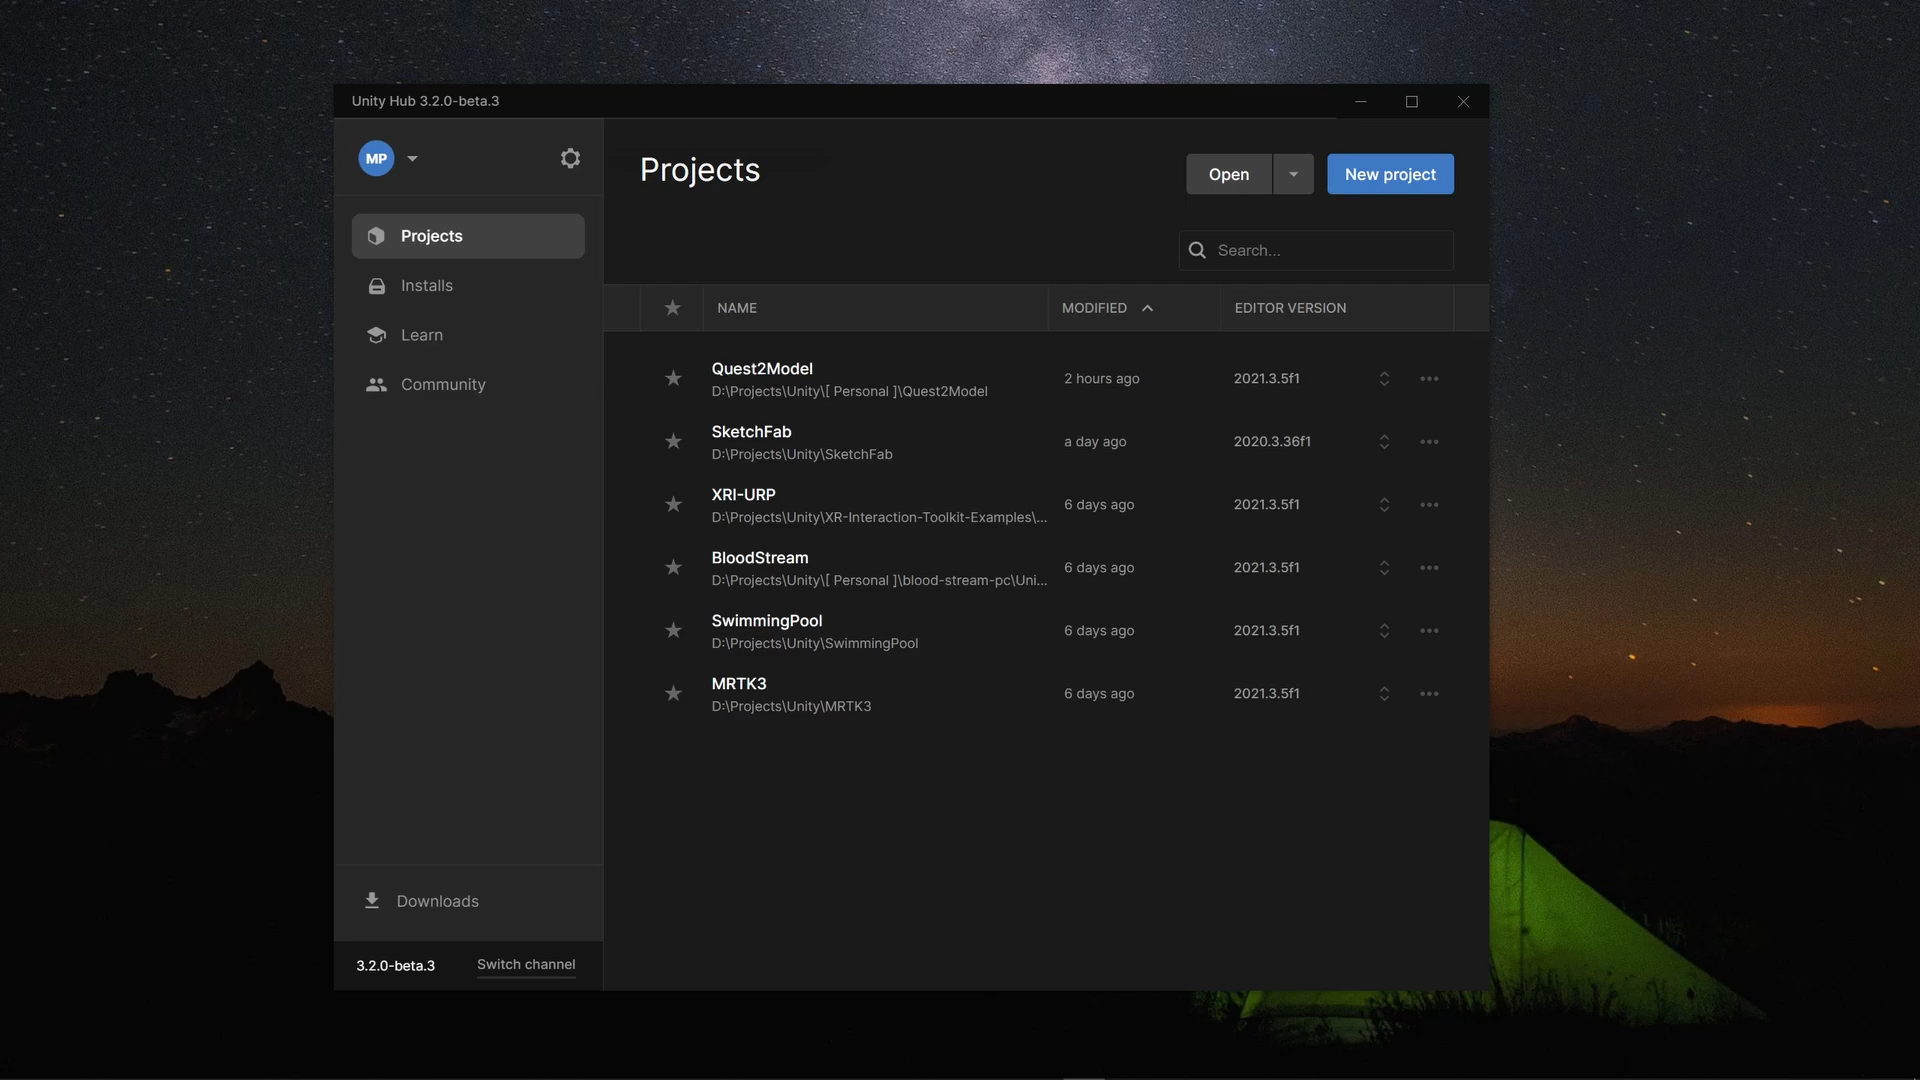 Unity Hub 3.2.0-beta.3
MP
Projects
Open
New project
Projects
Search...
Installs
Learn
Community
NAME
MODIFIED
EDITOR VERSION
Quest2Model
D:\Projects\Unity\[ Personal ]\Quest2Model
2 hours ago
2021.3.5f1
SketchFab
D:\Projects\Unity\SketchFab
a day ago
2020.3.36f1
XRI-URP
D:\Projects\Unity\XR-Interaction-Toolkit-Examples\...
6 days ago
2021.3.5f1
BloodStream
D:\Projects\Unity\[ Personal ]\blood-stream-pc\Uni...
6 days ago
2021.3.5f1
SwimmingPool
D:\Projects\Unity\SwimmingPool
6 days ago
2021.3.5f1
MRTK3
D:\Projects\Unity\MRTK3
6 days ago
2021.3.5f1
Downloads
3.2.0-beta.3
Switch channel